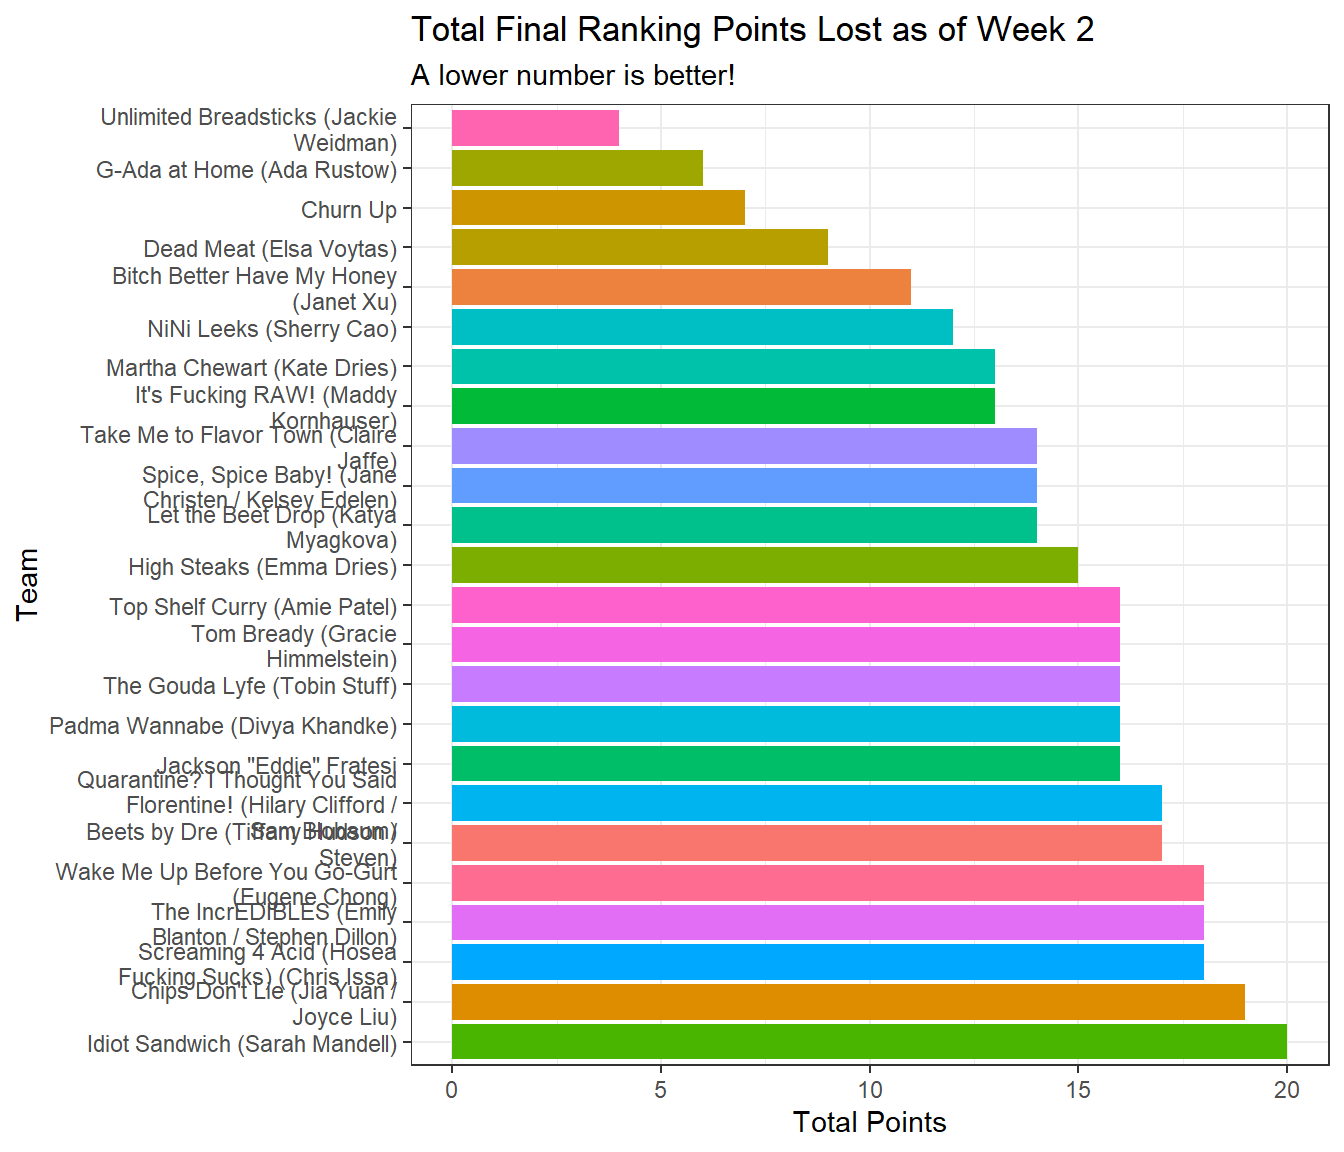 Total Final Ranking Points Lost as of Week 2
A lower number is better!
Unlimited Breadsticks (Jackie
Weidman)
G-Ada at Home (Ada Rustow)
Churn Up
Dead Meat (Elsa Voytas)
Bitch Better Have My Honey
(Janet Xu)
NiNi Leeks (Sherry Cao)
Martha Chewart (Kate Dries)
It's Fucking RAW! (Maddy
Kornhauser)
Take Me to Flavor Town (Claire
Jaffe)
Spice, Spice Baby! (Jane
Christen / Kelsey Edelen)
Let the Beet Drop (Katya
Myagkova)
High Steaks (Emma Dries)
Top Shelf Curry (Amie Patel)
Tom Bready (Gracie
Himmelstein)
The Gouda Lyfe (Tobin Stuff)
Padma Wannabe (Divya Khandke)
Jackson "Eddie" Fratesi
Quarantine? I Thought You Said
Florentine! (Hilary Clifford /
Sam
Beets by Dre (Tiffany Hudson /
Steven)
Wake Me Up Before You Go-Gurt
(Eugene Chong)
The IncrEDIBLES (Emily
Blanton / Stephen Dillon)
Screaming 4 Acid (Hosea
Fucking Sucks) (Chris Issa)
Chips Don't Lie (Jia Yuan /
Joyce Liu)
Idiot Sandwich (Sarah Mandell)
Team
0 5 10 15 20
Total Points